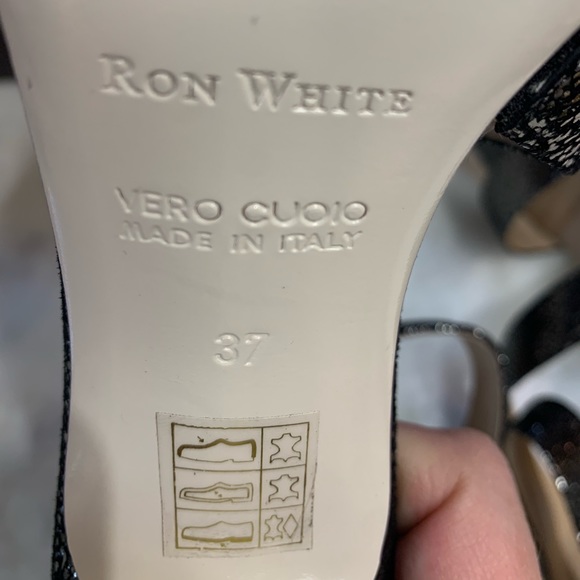 RON WHITE
VERO CUOIO
MADE IN ITALY
37